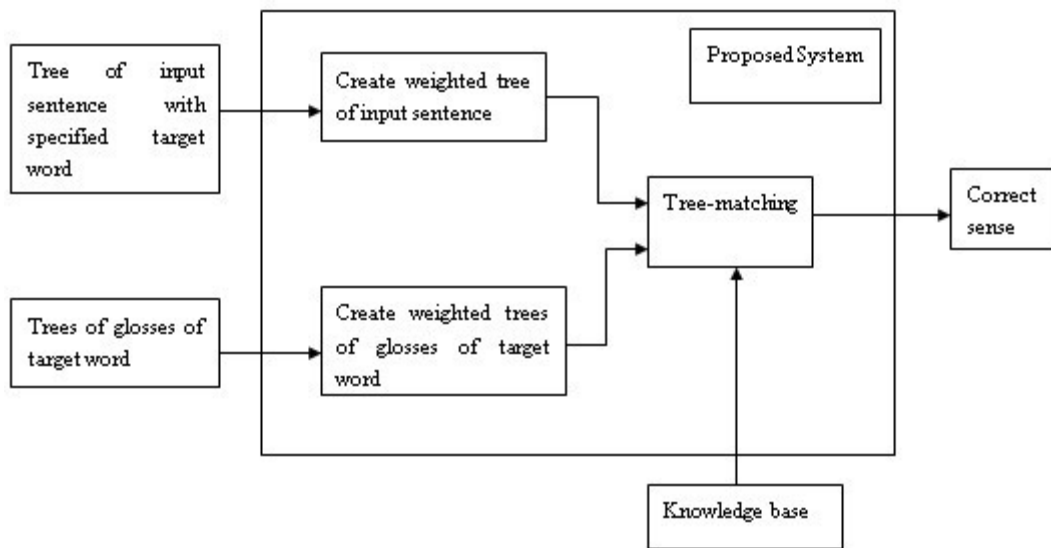 Tree of input
sentence with
specified target
word
Create weighted tree
of input sentence
Proposed System
Tree-matching
Correct
sense
Trees of glosses of
target word
Create weighted trees
of glosses of target
word
Knowledge base